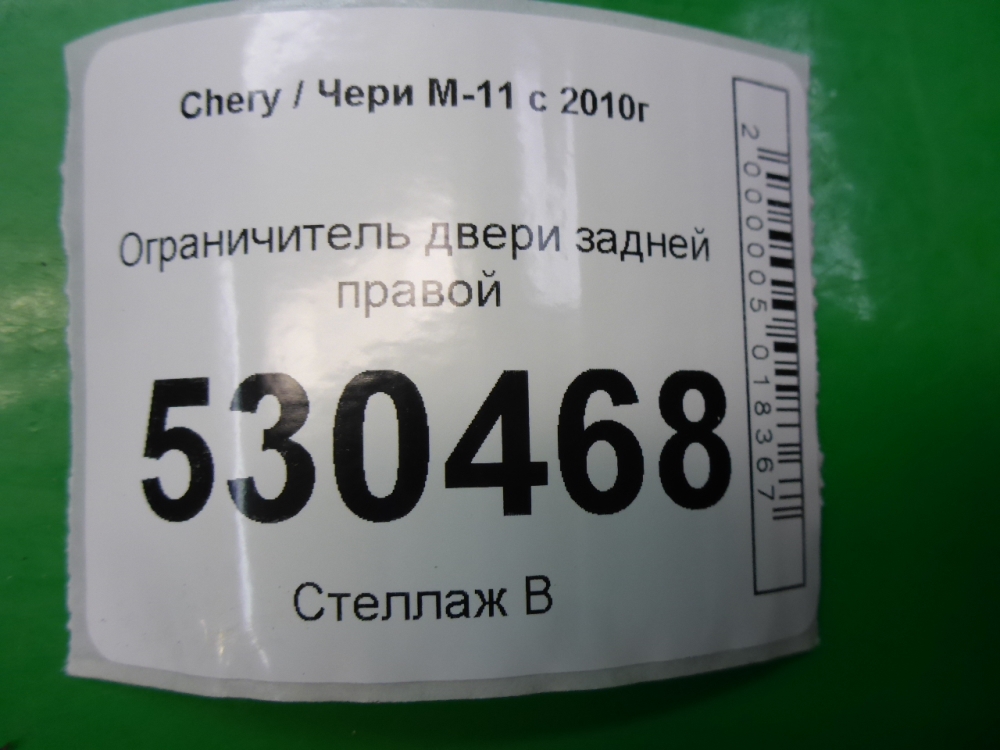 Chery / Чери М-11 с 2010г
Ограничитель двери задней
правой
530468
Стеллаж В
2000005018367